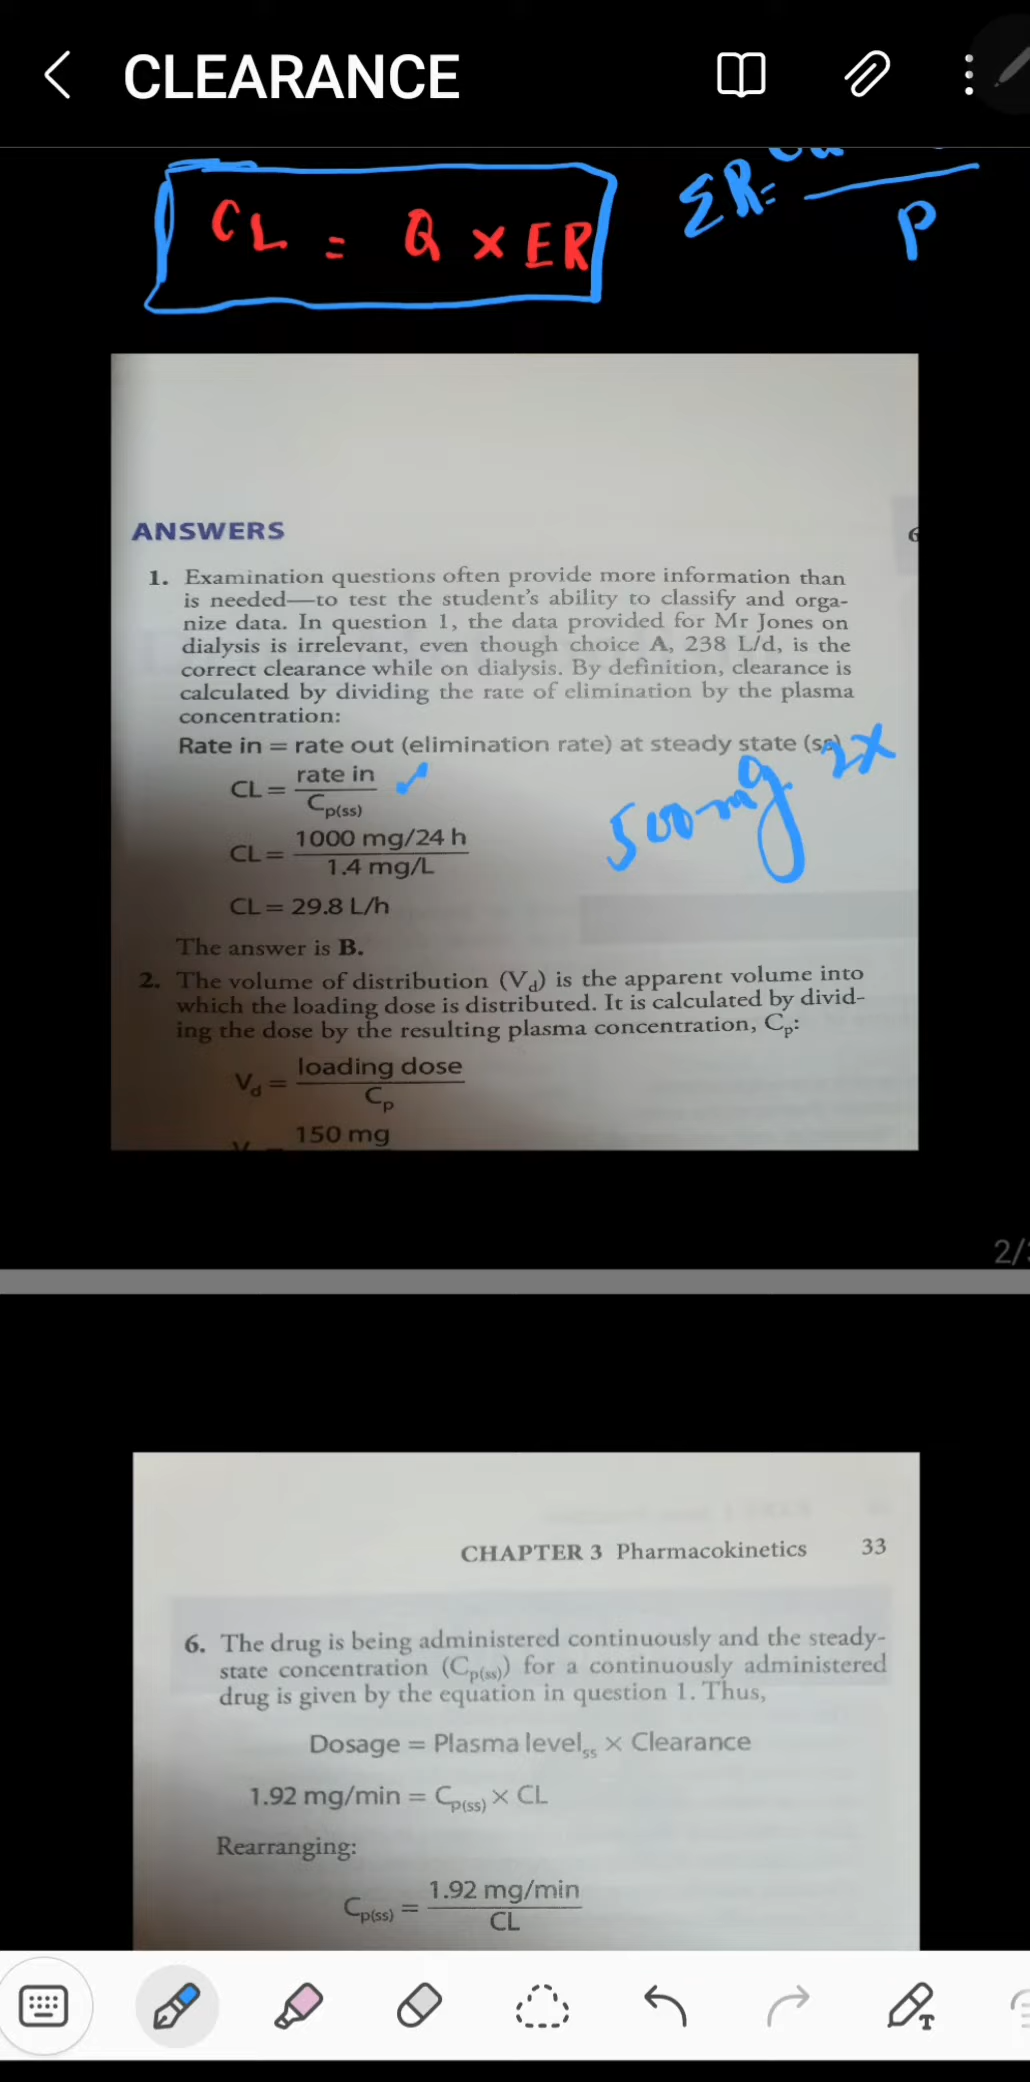 CLEARANCE
CL = Q × ER
ER=
P
ANSWERS
6
1. Examination questions often provide more information than
is needed—to test the student's ability to classify and orga-
nize data. In question 1, the data provided for Mr Jones on
dialysis is irrelevant, even though choice A, 238 L/d, is the
correct clearance while on dialysis. By definition, clearance is
calculated by dividing the rate of elimination by the plasma
concentration:
Rate in = rate out (elimination rate) at steady state (ss)
2X
CL = rate in
Cp(ss)
500mg
CL = 1000 mg/24 h
1.4 mg/L
CL = 29.8 L/h
The answer is B.
2. The volume of distribution (Vd) is the apparent volume into
which the loading dose is distributed. It is calculated by divid-
ing the dose by the resulting plasma concentration, Cp:
Vd = loading dose
Cp
150 mg
2/
CHAPTER 3 Pharmacokinetics 33
6. The drug is being administered continuously and the steady-
state concentration (Cp(ss)) for a continuously administered
drug is given by the equation in question 1. Thus,
Dosage = Plasma levelss × Clearance
1.92 mg/min = Cp(ss) × CL
Rearranging:
Cp(ss) = 1.92 mg/min
CL
T